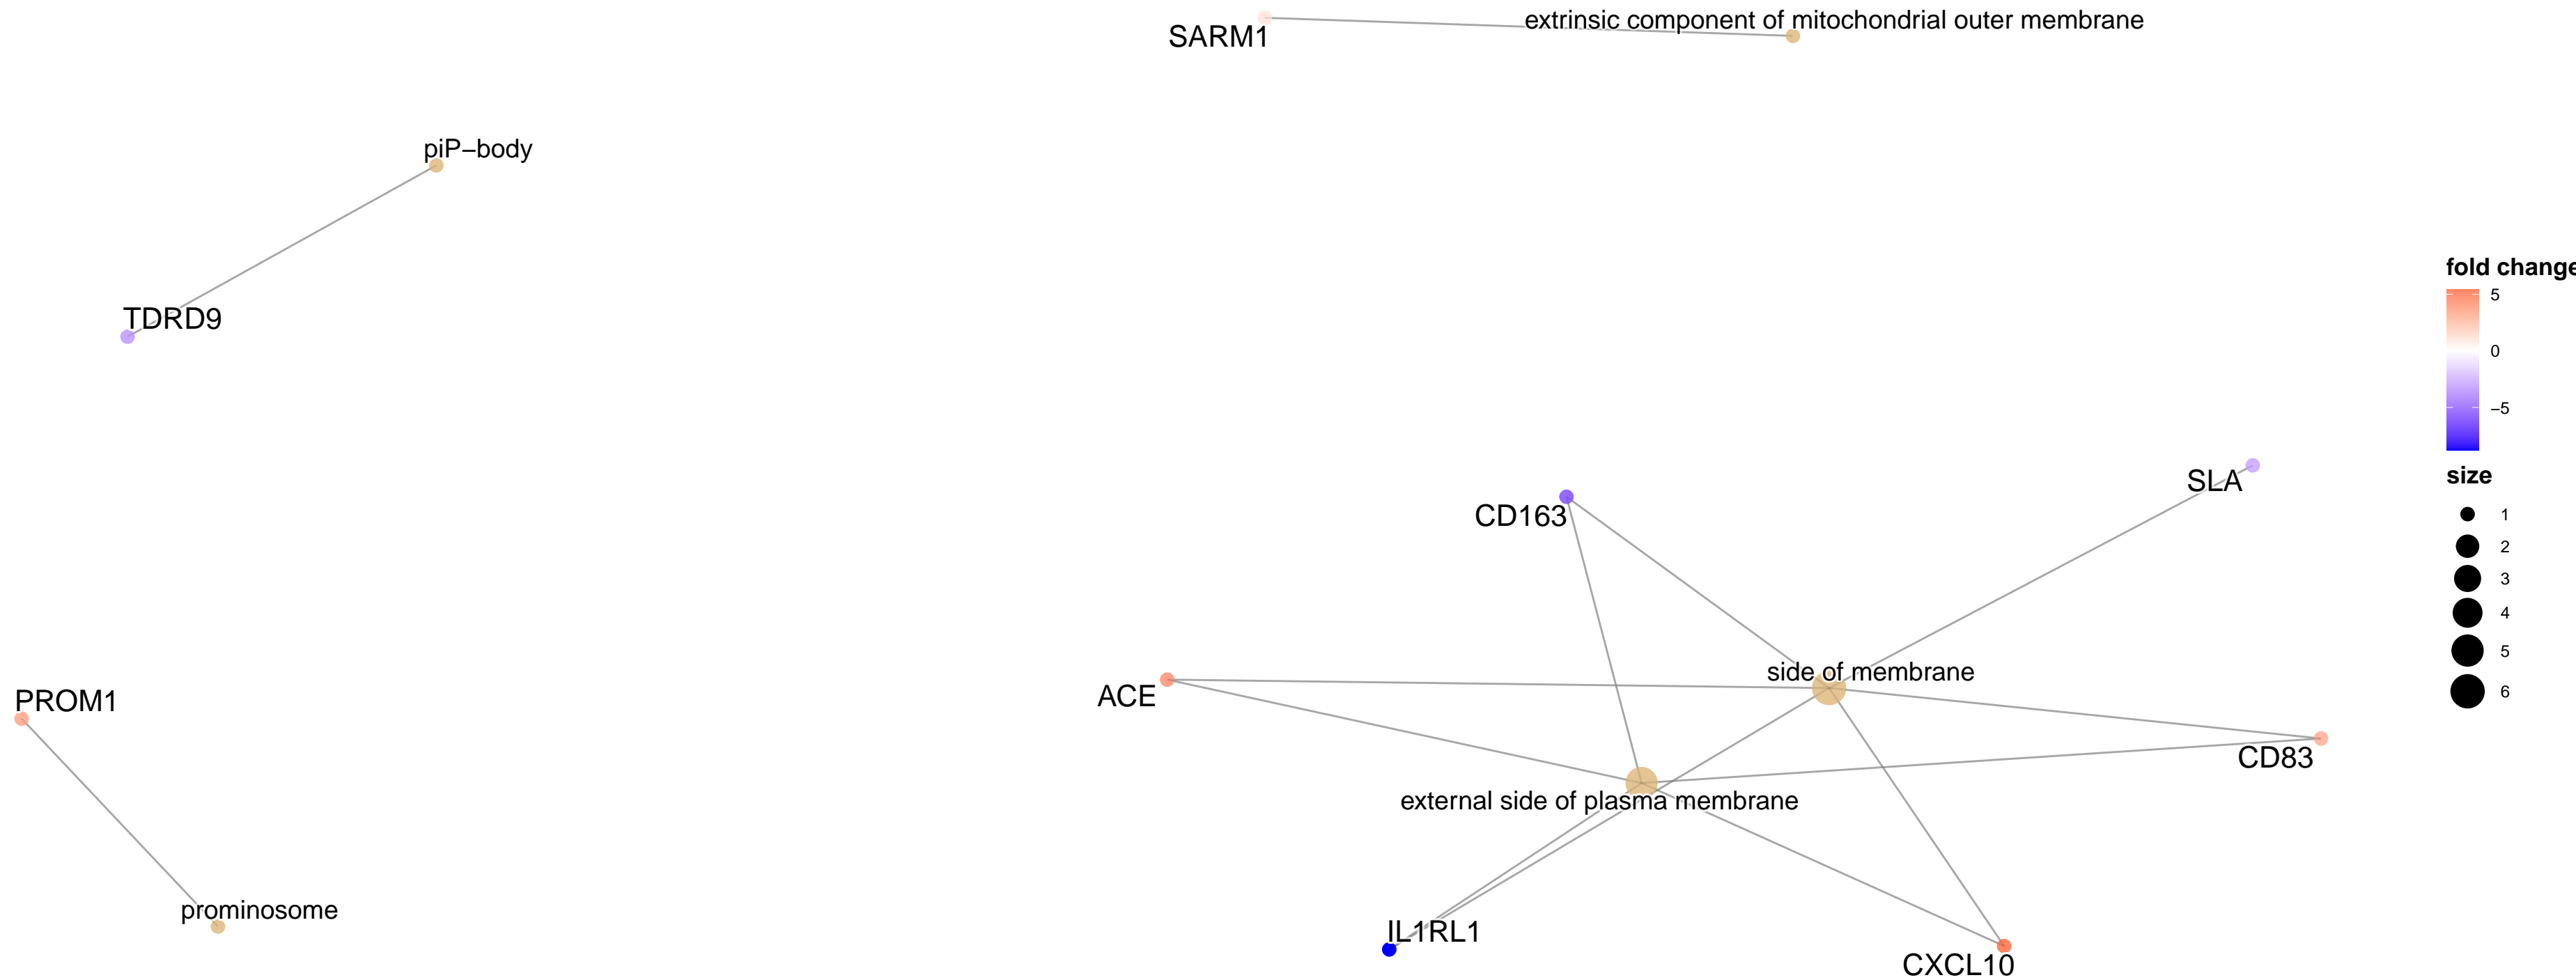 extrinsic component of mitochondrial outer membrane
SARM1
piP−body
TDRD9
fold change
5
0
−5
SLA
size
CD163
1
2
3
4
5
6
side of membrane
ACE
PROM1
CD83
external side of plasma membrane
prominosome
IL1RL1
CXCL10